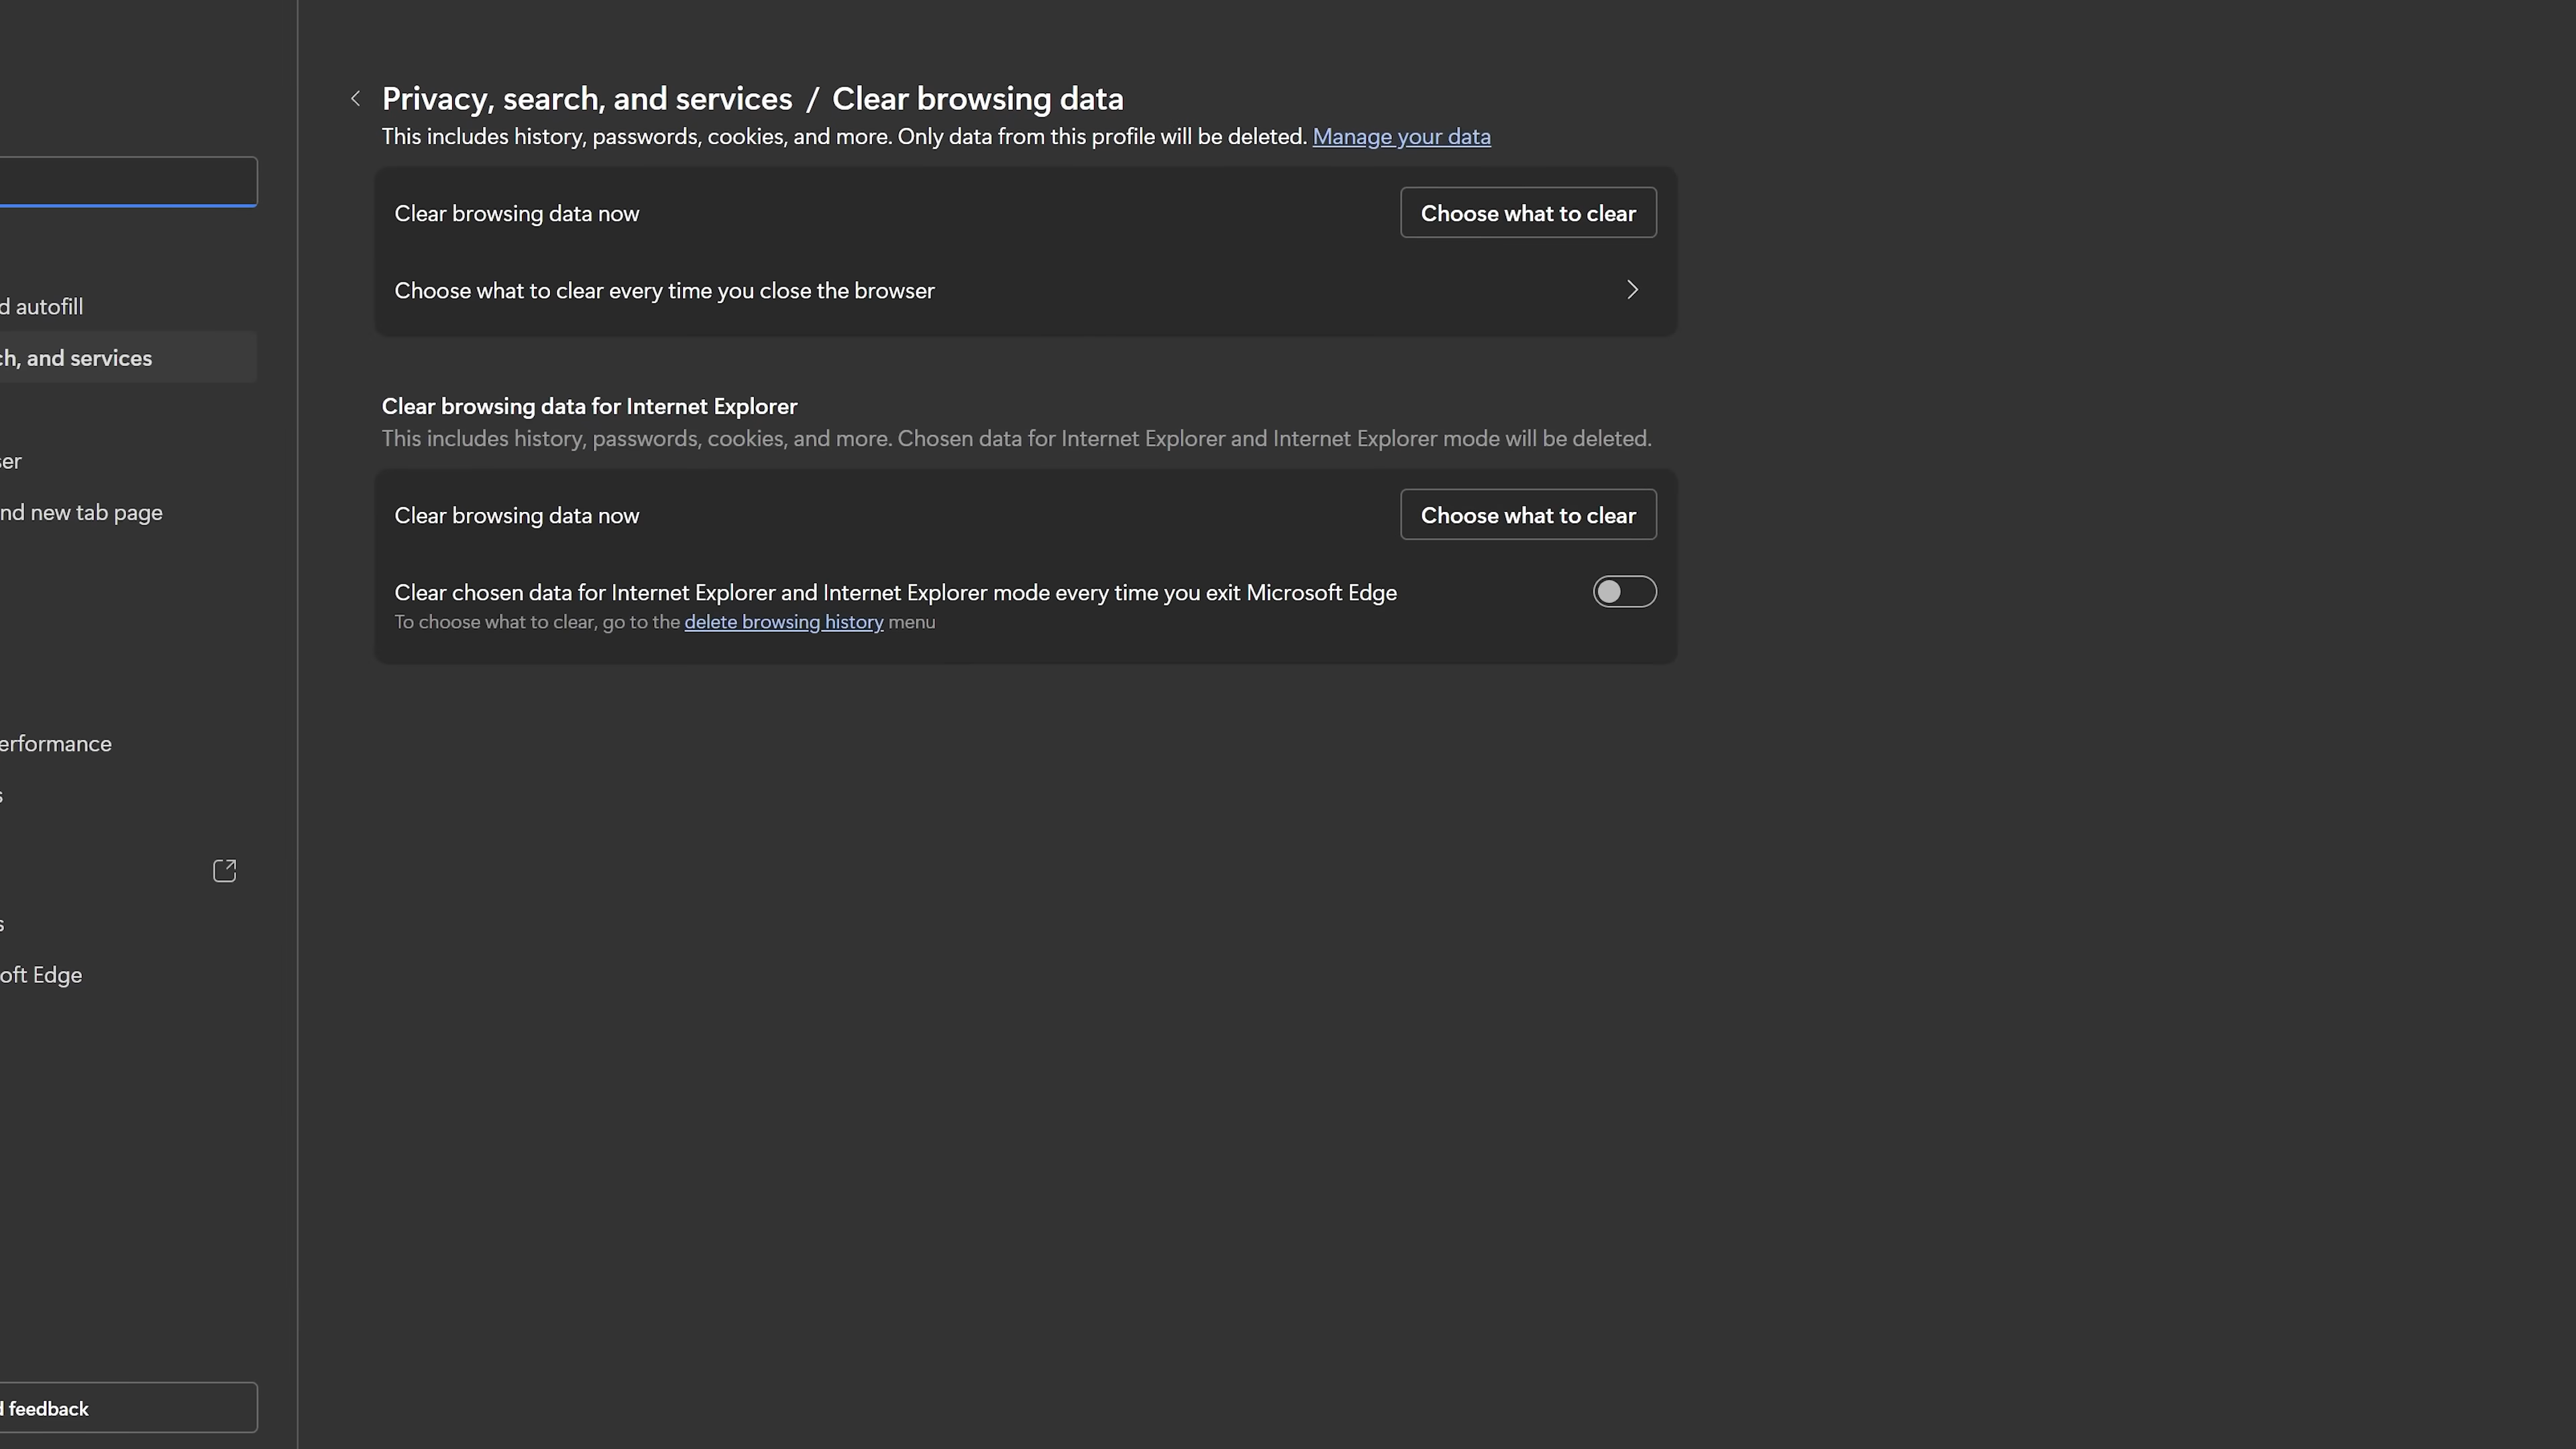 Privacy, search, and services / Clear browsing data
This includes history, passwords, cookies, and more. Only data from this profile will be deleted. Manage your data
Clear browsing data now
Choose what to clear
Choose what to clear every time you close the browser
Clear browsing data for Internet Explorer
This includes history, passwords, cookies, and more. Chosen data for Internet Explorer and Internet Explorer mode will be deleted.
Clear browsing data now
Choose what to clear
Clear chosen data for Internet Explorer and Internet Explorer mode every time you exit Microsoft Edge
To choose what to clear, go to the delete browsing history menu
d autofill
ch, and services
ser
nd new tab page
erformance
s
s
oft Edge
d feedback